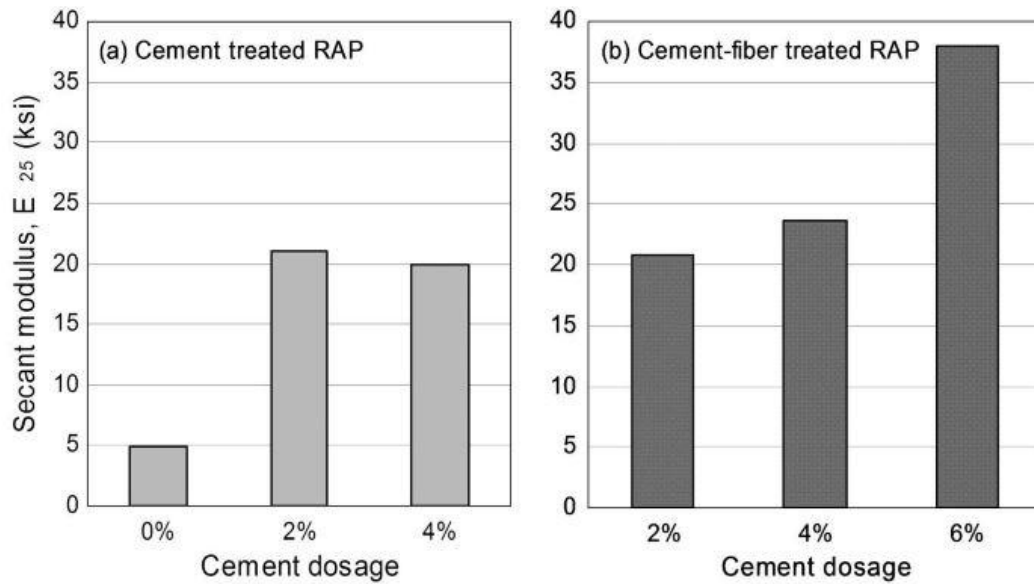 (a) Cement treated RAP
Secant modulus, E 25 (ksi)
40
35
30
25
20
15
10
5
0
0% 2% 4%
Cement dosage
(b) Cement-fiber treated RAP
40
35
30
25
20
15
10
5
0
2% 4% 6%
Cement dosage